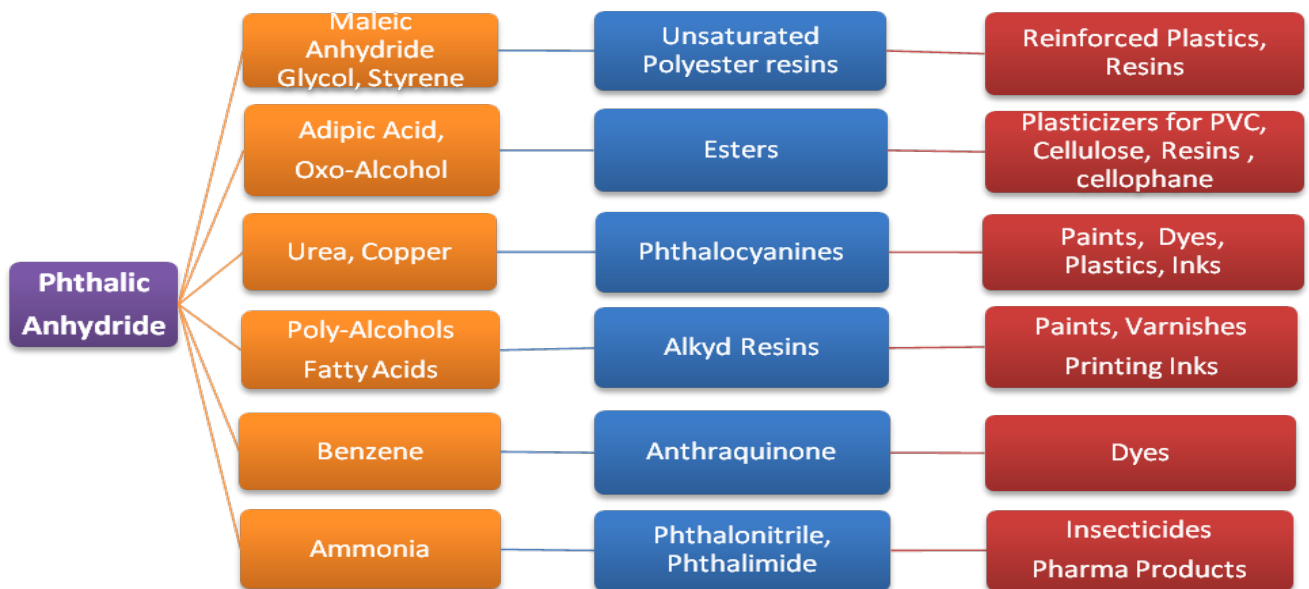 Phthalic
Anhydride
Maleic
Anhydride
Glycol, Styrene
Unsaturated
Polyester resins
Reinforced Plastics,
Resins
Adipic Acid,
Oxo-Alcohol
Esters
Plasticizers for PVC,
Cellulose, Resins ,
cellophane
Urea, Copper
Phthalocyanines
Paints, Dyes,
Plastics, Inks
Poly-Alcohols
Fatty Acids
Alkyd Resins
Paints, Varnishes
Printing Inks
Benzene
Anthraquinone
Dyes
Ammonia
Phthalonitrile,
Phthalimide
Insecticides
Pharma Products